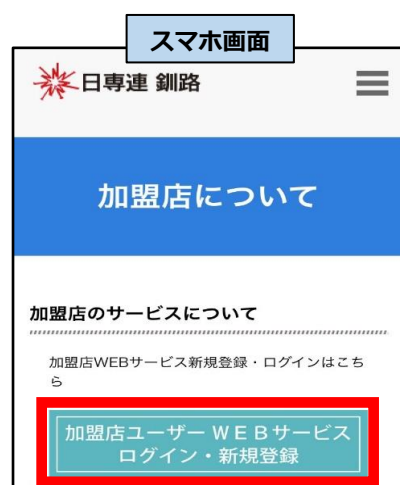 スマホ画面
日専連 釧路
加盟店について
加盟店のサービスについて
加盟店WEBサービス新規登録・ログインはこち
ら
加盟店ユーザー ＷＥＢサービス
ログイン・新規登録